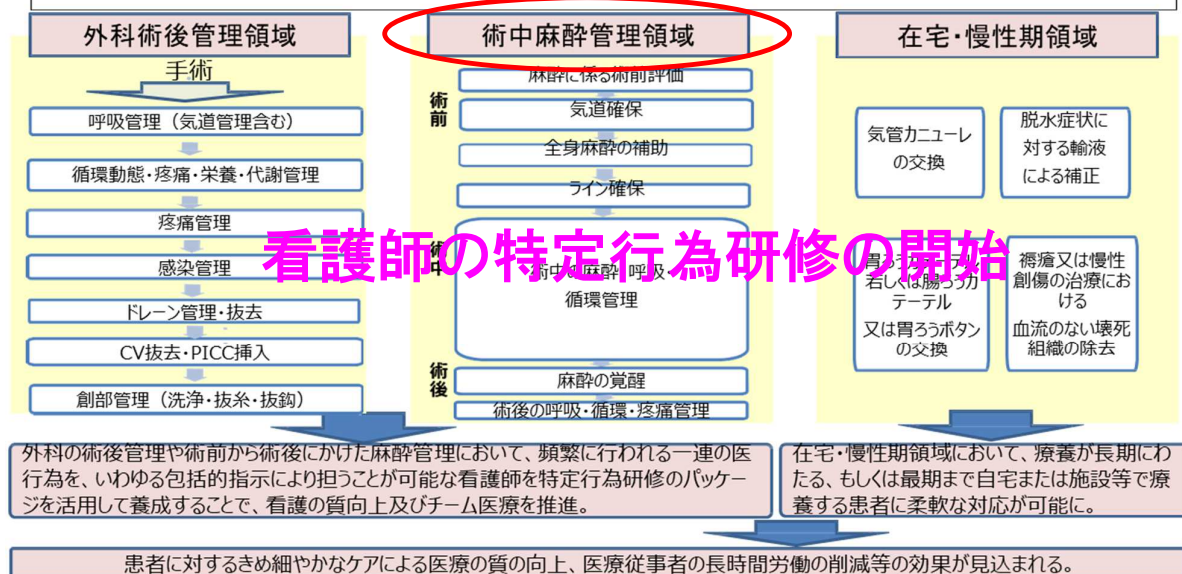 外科術後管理領域
手術
呼吸管理（気道管理含む）
循環動態・疼痛・栄養・代謝管理
疼痛管理
感染管理
ドレーン管理・抜去
CV抜去・PICC挿入
創部管理（洗浄・抜糸・抜鈎）
術中麻酔管理領域
術前
麻酔に係る術前評価
気道確保
全身麻酔の補助
ライン確保
術中
術中の麻酔・呼吸・
循環管理
術後
麻酔の覚醒
術後の呼吸・循環・疼痛管理
在宅・慢性期領域
気管カニューレ
の交換
脱水症状に
対する輸液
による補正
胃ろうカテーテル
若しくは腸ろうカ
テーテル
又は胃ろうボタン
の交換
褥瘡又は慢性
創傷の治療にお
ける
血流のない壊死
組織の除去
看護師の特定行為研修の開始
外科の術後管理や術前から術後にかけた麻酔管理において、頻繁に行われる一連の医
行為を、いわゆる包括的指示により担うことが可能な看護師を特定行為研修のパッケー
ジを活用して養成することで、看護の質向上及びチーム医療を推進。
在宅・慢性期領域において、療養が長期にわ
たる、もしくは最期まで自宅または施設等で療
養する患者に柔軟な対応が可能に。
患者に対するきめ細やかなケアによる医療の質の向上、医療従事者の長時間労働の削減等の効果が見込まれる。